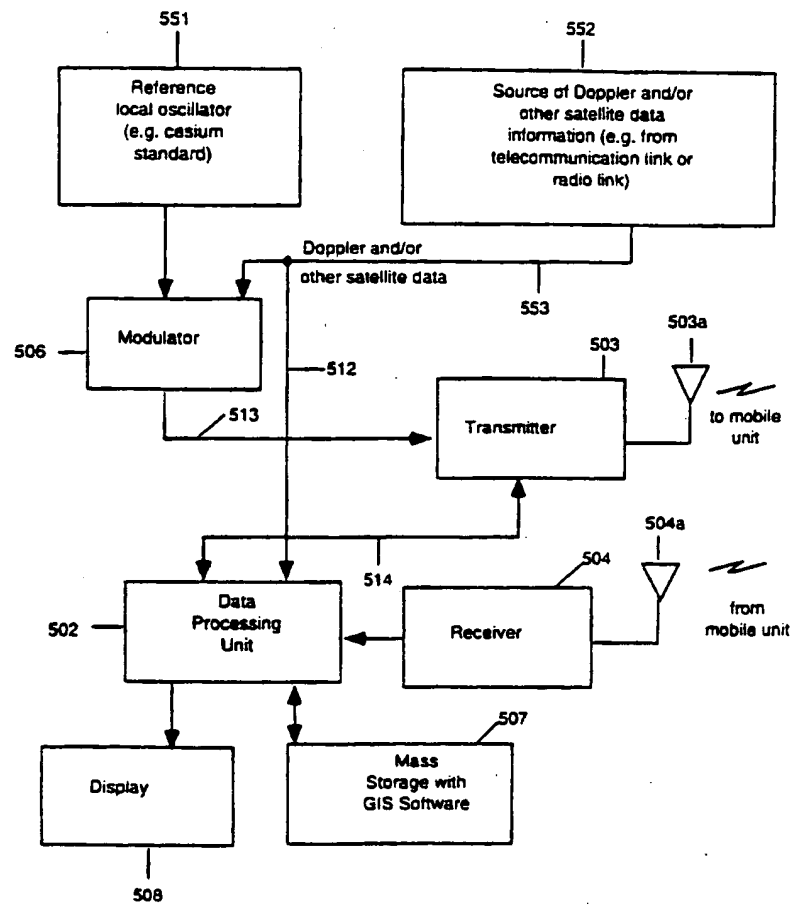 551
552
Reference
local oscillator
(e.g. cesium
standard)
Source of Doppler and/or
other satellite data
information (e.g. from
telecommunication link or
radio link)
Doppler and/or
other satellite data
553
503a
506
Modulator
503
512
to mobile
unit
513
Transmitter
504a
514
504
502
Data
Processing
Unit
Receiver
from
mobile unit
507
Display
Mass
Storage with
GIS Software
508